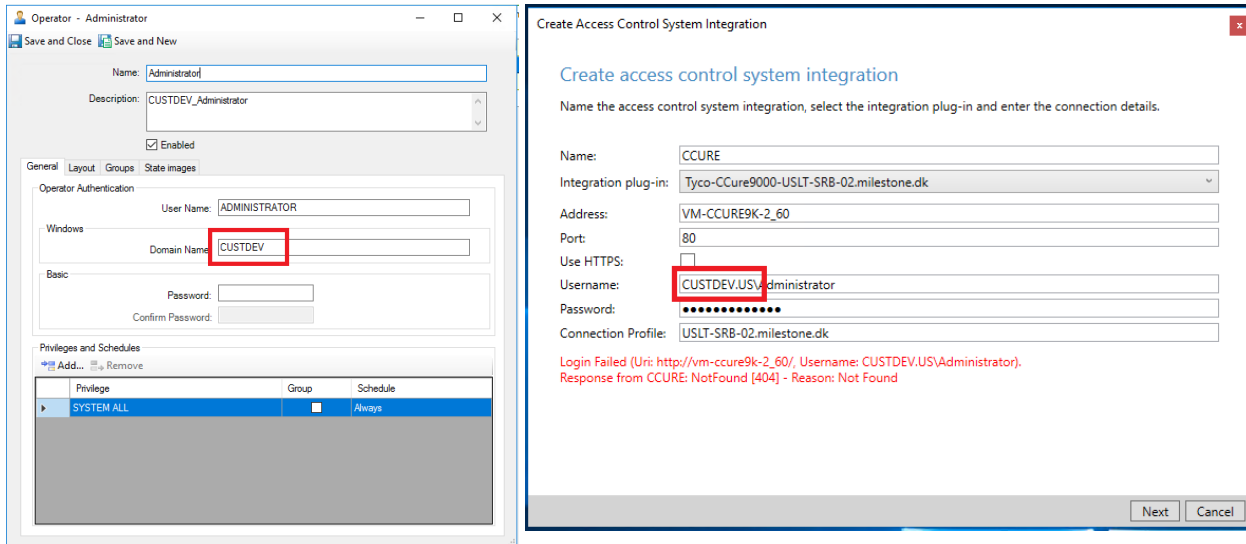 Operator - Administrator
Save and Close Save and New
Name: Administrator
Description: CUSTDEV_Administrator
Enabled
General Layout Groups State images
Operator Authentication
User Name: ADMINISTRATOR
Windows
Domain Name: CUSTDEV
Basic
Password:
Confirm Password:
Privileges and Schedules
Add... Remove
Privilege Group Schedule
SYSTEM ALL Always
Create Access Control System Integration
x
Create access control system integration
Name the access control system integration, select the integration plug-in and enter the connection details.
Name: CCURE
Integration plug-in: Tyco-CCure9000-USLT-SRB-02.milestone.dk
Address: VM-CCURE9K-2_60
Port: 80
Use HTTPS:
Username: CUSTDEV.US\Administrator
Password: •••••••••••••
Connection Profile: USLT-SRB-02.milestone.dk
Login Failed (Uri: http://vm-ccure9k-2_60/, Username: CUSTDEV.US\Administrator).
Response from CCURE: NotFound [404] - Reason: Not Found
Next Cancel